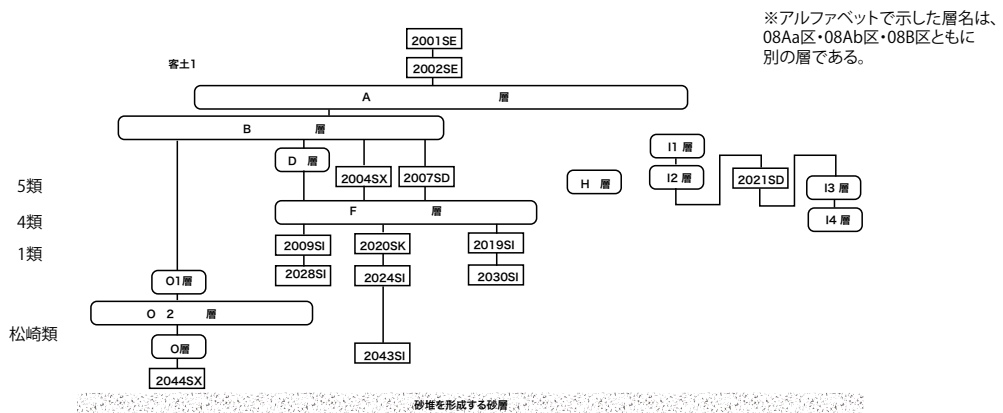 ※アルファベットで示した層名は、
08Aa区・08Ab区・08B区ともに
別の層である。
2001SE
客土1
2002SE
A 層
B 層
D 層
I1 層
2004SX
2007SD
H 層
I2 層
2021SD
I3 層
5類
F 層
I4 層
4類
2009SI
2020SK
2019SI
1類
2028SI
2024SI
2030SI
O1層
O 2 層
松崎類
O層
2043SI
2044SX
砂堆を形成する砂層